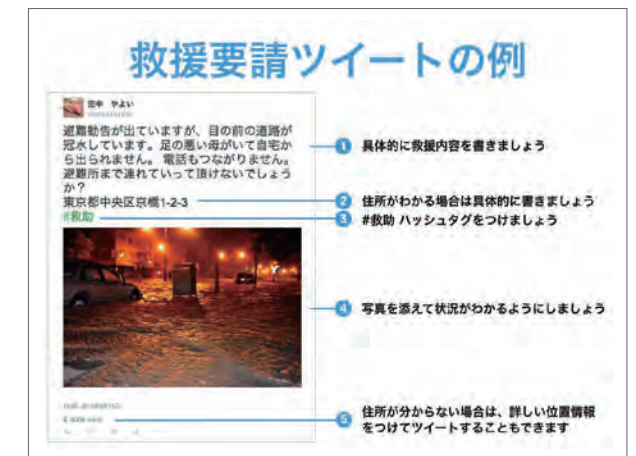 救援要請ツイートの例
田中 やよい
避難勧告が出ていますが、目の前の道路が
冠水しています。足の悪い母がいて自宅か
ら出られません。 電話もつながりません。
避難所まで連れていって頂けないでしょう
か？
東京都中央区京橋1-2-3
#救助
1 具体的に救援内容を書きましょう
2 住所がわかる場合は具体的に書きましょう
3 #救助 ハッシュタグをつけましょう
4 写真を添えて状況がわかるようにしましょう
5 住所が分からない場合は、詳しい位置情報
をつけてツイートすることもできます